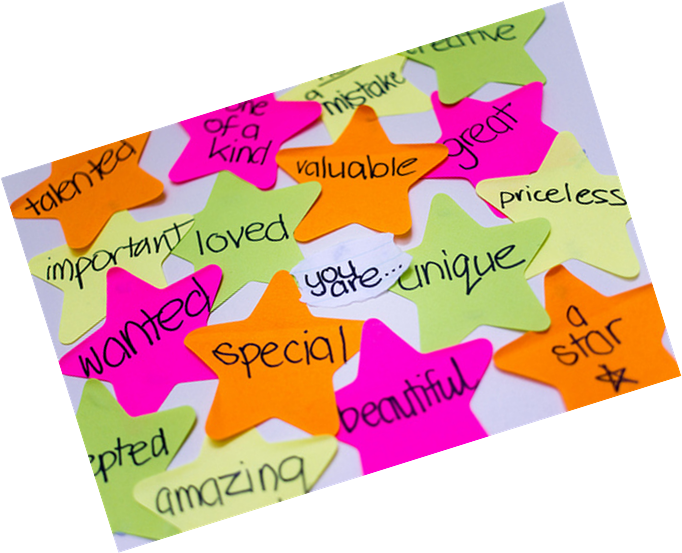 creative
a
mistake
one
of a
kind
great
talented
valuable
priceless
important
loved
you
are...
unique
wanted
special
a
star
beautiful
epted
amazing